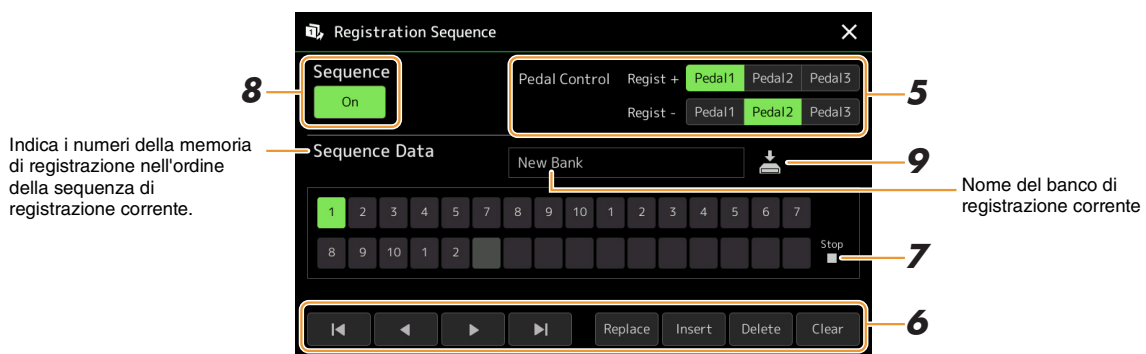 Registration Sequence
Sequence
On
8
Pedal Control Regist + Pedal1 Pedal2 Pedal3
Regist - Pedal1 Pedal2 Pedal3
5
Indica i numeri della memoria
di registrazione nell'ordine
della sequenza di
registrazione corrente.
Sequence Data
New Bank
9
Nome del banco di
registrazione corrente
1 2 3 4 5 7 8 9 10 1 2 3 4 5 6 7
8 9 10 1 2
Stop
7
Replace Insert Delete Clear
6